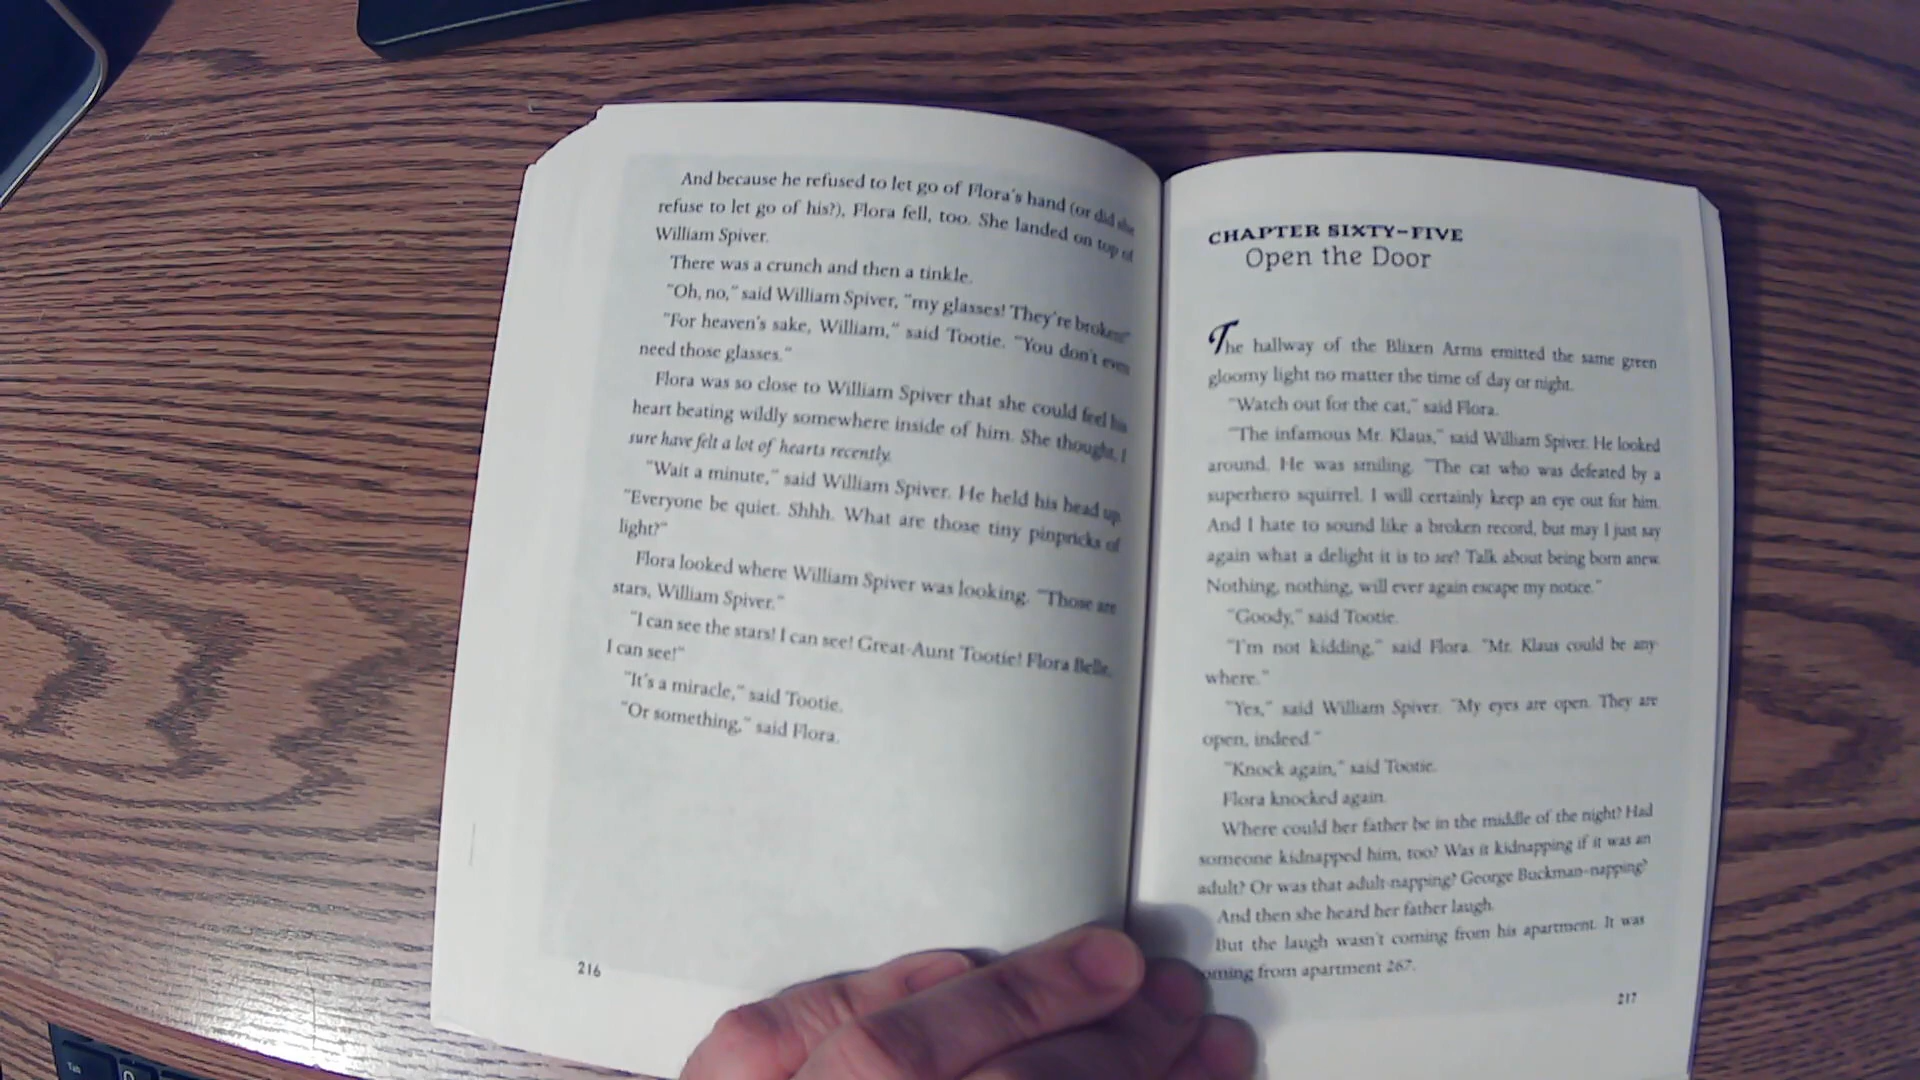 And because he refused to let go of Flora's hand (or did she
refuse to let go of his?), Flora fell, too. She landed on top of
William Spiver.
There was a crunch and then a tinkle.
"Oh, no," said William Spiver, "my glasses! They're broken!"
"For heaven's sake, William," said Tootie. "You don't even
need those glasses."
Flora was so close to William Spiver that she could feel his
heart beating wildly somewhere inside of him. She thought, I
sure have felt a lot of hearts recently.
"Wait a minute," said William Spiver. He held his head up.
"Everyone be quiet. Shhh. What are those tiny pinpricks of
light?"
Flora looked where William Spiver was looking. "Those are
stars, William Spiver."
"I can see the stars! I can see! Great-Aunt Tootie! Flora Belle,
I can see!"
"It's a miracle," said Tootie.
"Or something," said Flora.
216
CHAPTER SIXTY-FIVE
Open the Door
The hallway of the Blixen Arms emitted the same green
gloomy light no matter the time of day or night.
"Watch out for the cat," said Flora.
"The infamous Mr. Klaus," said William Spiver. He looked
around. He was smiling. "The cat who was defeated by a
superhero squirrel. I will certainly keep an eye out for him.
And I hate to sound like a broken record, but may I just say
again what a delight it is to see? Talk about being born anew.
Nothing, nothing, will ever again escape my notice."
"Goody," said Tootie.
"I'm not kidding," said Flora. "Mr. Klaus could be any-
where."
"Yes," said William Spiver. "My eyes are open. They are
open, indeed."
"Knock again," said Tootie.
Flora knocked again.
Where could her father be in the middle of the night? Had
someone kidnapped him, too? Was it kidnapping if it was an
adult? Or was that adult-napping? George Buckman-napping?
And then she heard her father laugh.
But the laugh wasn't coming from his apartment. It was
oming from apartment 267.
217
Tab